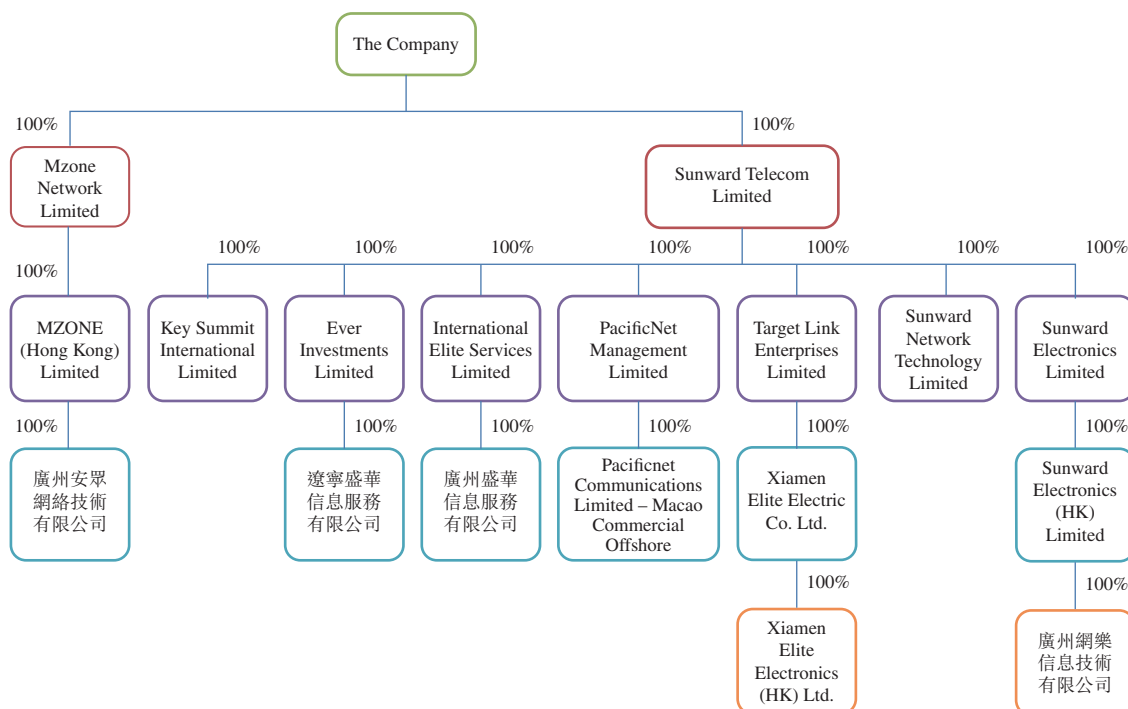 The Company
100%
100%
Mzone
Network
Limited
Sunward Telecom
Limited
100%
100%
100%
100%
100%
100%
100%
100%
MZONE
(Hong Kong)
Limited
Key Summit
International
Limited
Ever
Investments
Limited
International
Elite Services
Limited
PacificNet
Management
Limited
Target Link
Enterprises
Limited
Sunward
Network
Technology
Limited
Sunward
Electronics
Limited
100%
100%
100%
100%
100%
100%
廣州安眾
網絡技術
有限公司
遼寧盛華
信息服務
有限公司
廣州盛華
信息服務
有限公司
Pacificnet
Communications
Limited – Macao
Commercial
Offshore
Xiamen
Elite Electric
Co. Ltd.
Sunward
Electronics
(HK)
Limited
100%
100%
Xiamen
Elite
Electronics
(HK) Ltd.
廣州網樂
信息技術
有限公司